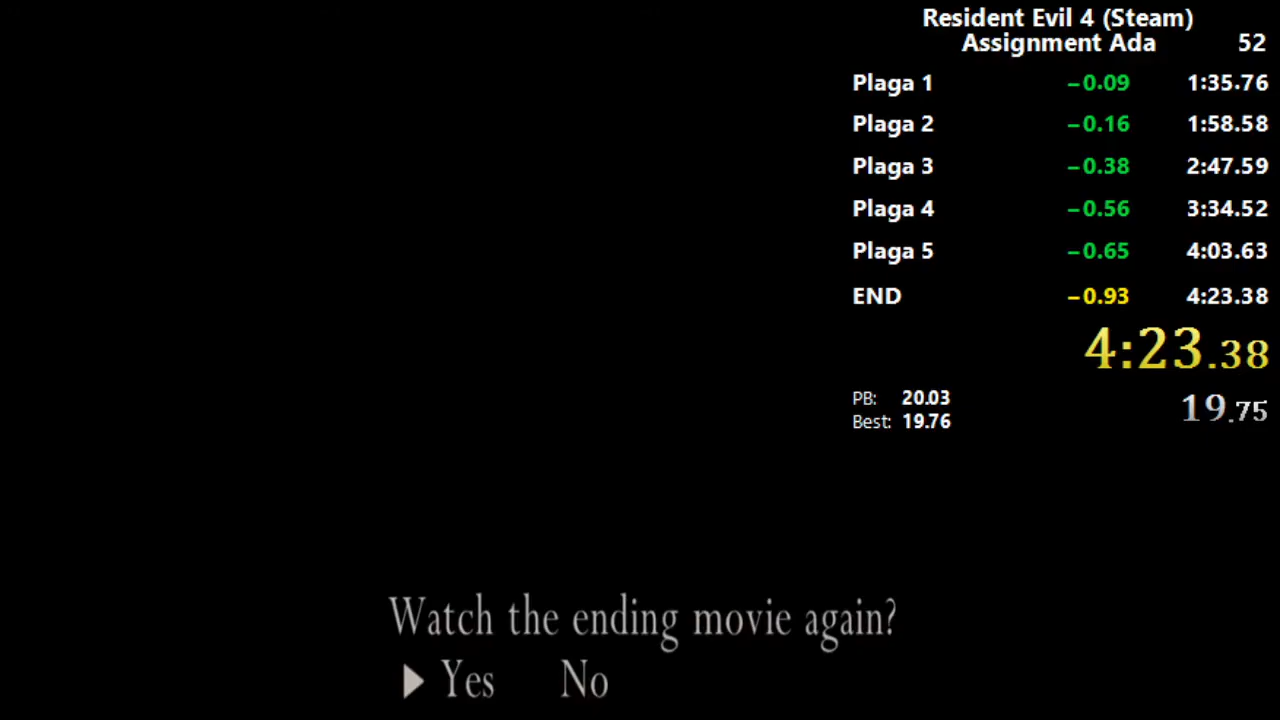 Resident Evil 4 (Steam)
Assignment Ada 52
Plaga 1 −0.09 1:35.76
Plaga 2 −0.16 1:58.58
Plaga 3 −0.38 2:47.59
Plaga 4 −0.56 3:34.52
Plaga 5 −0.65 4:03.63
END −0.93 4:23.38
4:23.38
PB: 20.03 19.75
Best: 19.76
Watch the ending movie again?
▶ Yes No